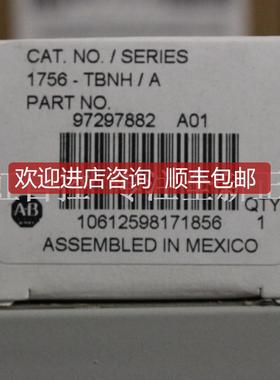 CAT. NO. / SERIES
1756 - TBNH / A
PART NO.
97297882 A01
欢迎进店咨询 顺丰包邮
AB
QTY
10612598171856 1
ASSEMBLED IN MEXICO